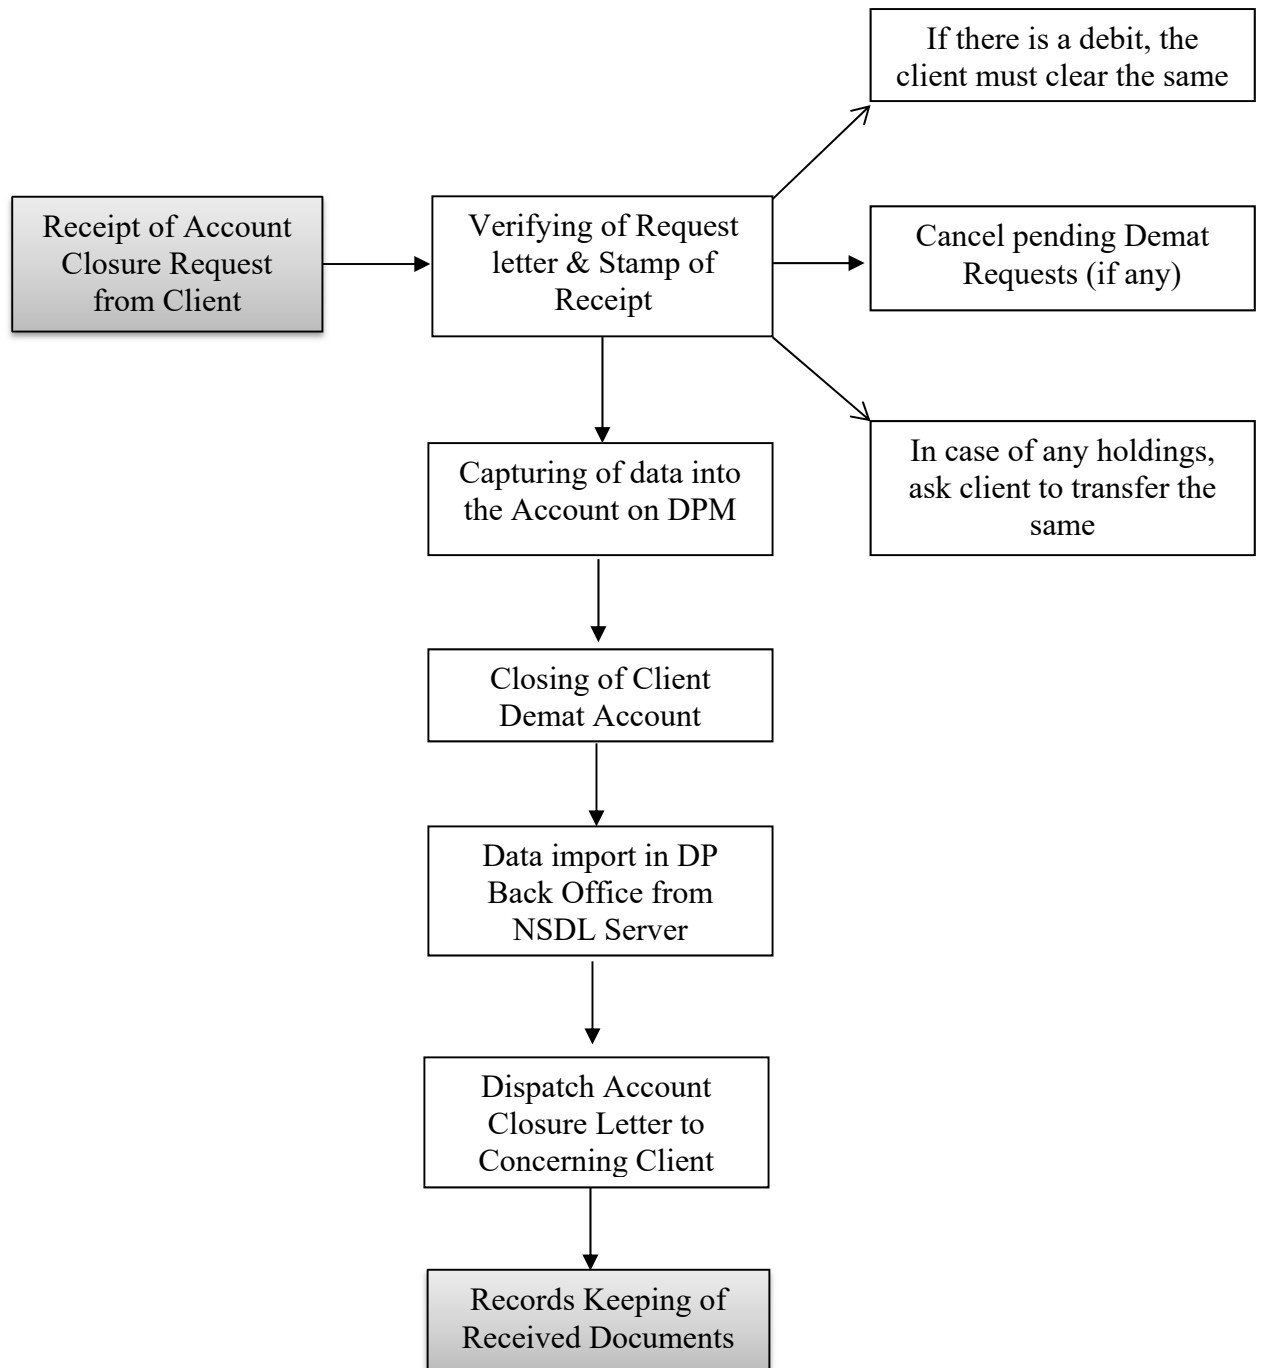 If there is a debit, the
client must clear the same
Receipt of Account
Closure Request
from Client
Verifying of Request
letter & Stamp of
Receipt
Cancel pending Demat
Requests (if any)
In case of any holdings,
ask client to transfer the
same
Capturing of data into
the Account on DPM
Closing of Client
Demat Account
Data import in DP
Back Office from
NSDL Server
Dispatch Account
Closure Letter to
Concerning Client
Records Keeping of
Received Documents